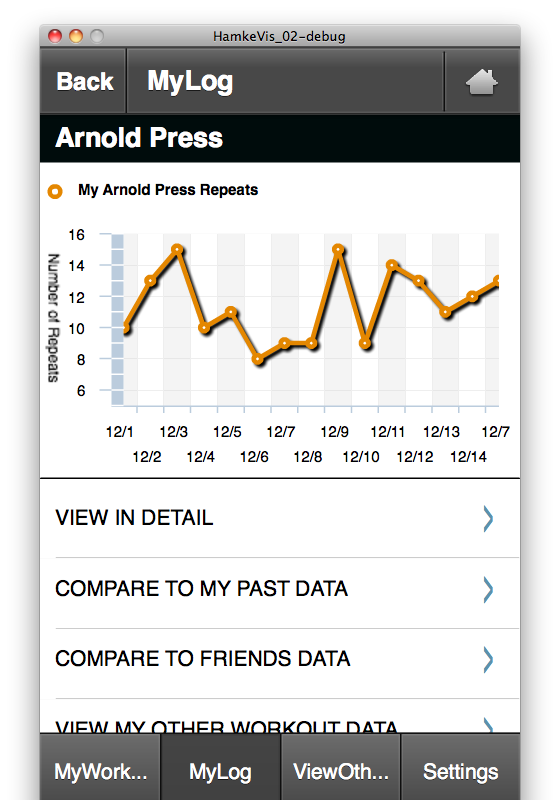 HamkeVis_02-debug
Back MyLog
Arnold Press
My Arnold Press Repeats
Number of Repeats
16
14
12
10
8
6
12/1 12/3 12/5 12/7 12/9 12/11 12/13 12/7
12/2 12/4 12/6 12/8 12/10 12/12 12/14
VIEW IN DETAIL
COMPARE TO MY PAST DATA
COMPARE TO FRIENDS DATA
VIEW MY OTHER WORKOUT DATA
MyWork... MyLog ViewOth... Settings